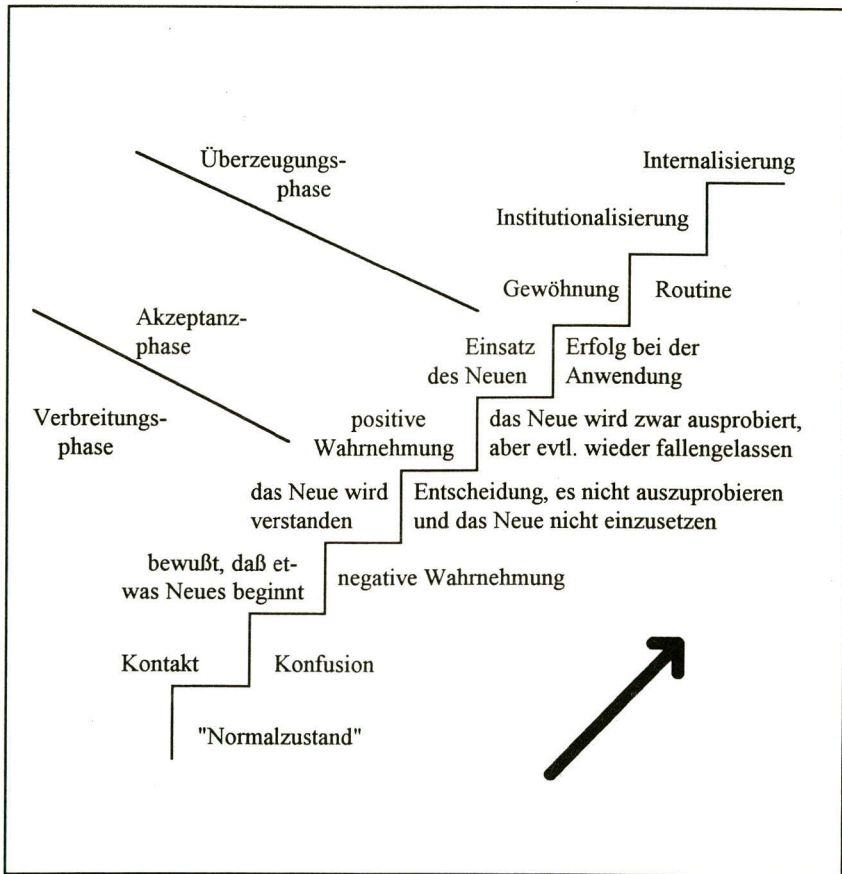 Überzeugungs-
phase
Internalisierung
Institutionalisierung
Gewöhnung
Routine
Akzeptanz-
phase
Einsatz
des Neuen
Erfolg bei der
Anwendung
Verbreitungs-
phase
positive
Wahrnehmung
das Neue wird zwar ausprobiert,
aber evtl. wieder fallengelassen
das Neue wird
verstanden
Entscheidung, es nicht auszuprobieren
und das Neue nicht einzusetzen
bewußt, daß et-
was Neues beginnt
negative Wahrnehmung
Kontakt
Konfusion
"Normalzustand"